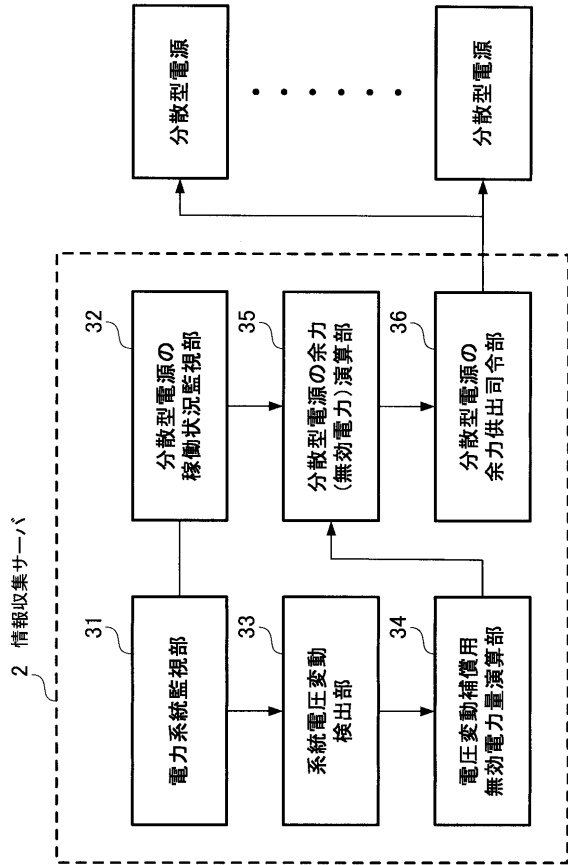 2 情報収集サーバ
31
電力系統監視部
32
分散型電源の
稼働状況監視部
33
系統電圧変動
検出部
35
分散型電源の余力
(無効電力)演算部
34
電圧変動補償用
無効電力量演算部
36
分散型電源の
余力供出司令部
分散型電源
分散型電源